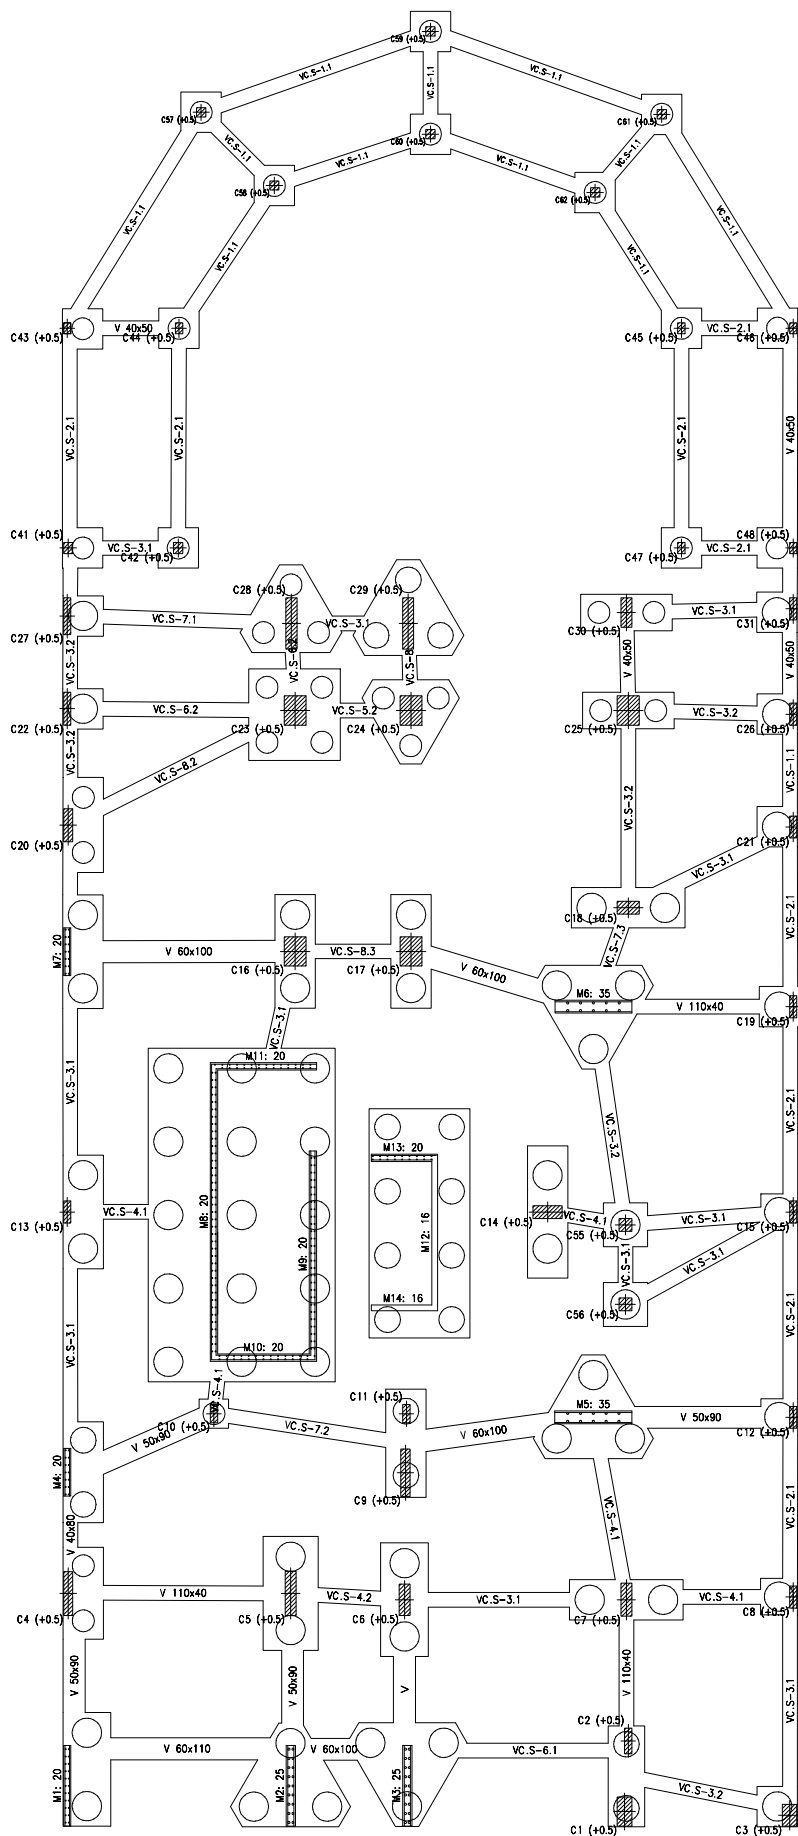 C59 (+0.5)
VC.S-1.1
VC.S-1.1
VC.S-1.1
C57 (+0.5)
C61 (+0.5)
C60 (+0.5)
VC.S-1.1
VC.S-1.1
VC.S-1.1
VC.S-1.1
C58 (+0.5)
C62 (+0.5)
VC.S-1.1
VC.S-1.1
VC.S-1.1
VC.S-1.1
V 40x50
VC.S-2.1
C43 (+0.5)
C44 (+0.5)
C45 (+0.5)
C46 (+0.5)
VC.S-2.1
VC.S-2.1
VC.S-2.1
V 40x50
C41 (+0.5)
C48 (+0.5)
VC.S-3.1
VC.S-2.1
C42 (+0.5)
C47 (+0.5)
C28 (+0.5)
C29 (+0.5)
VC.S-3.1
VC.S-7.1
VC.S-3.1
C31 (+0.5)
C30 (+0.5)
C27 (+0.5)
VC.S-3.2
V 40x50
V 40x50
VC.S-6.2
VC.S-5.2
VC.S-3.2
C22 (+0.5)
C23 (+0.5)
C24 (+0.5)
C25 (+0.5)
C26 (+0.5)
VC.S-3.2
VC.S-8.2
VC.S-3.2
VC.S-1.1
C20 (+0.5)
C21 (+0.5)
VC.S-3.1
C18 (+0.5)
VC.S-2.1
M7: 20
V 60x100
VC.S-8.3
VC.S-7.3
C16 (+0.5)
C17 (+0.5)
V 60x100
M6: 35
V 110x40
C19 (+0.5)
VC.S-3.1
M11: 20
VC.S-3.1
VC.S-2.1
VC.S-3.2
M13: 20
VC.S-4.1
M8: 20
M12: 16
C13 (+0.5)
C14 (+0.5)
VC.S-4.1
C55 (+0.5)
VC.S-3.1
C15 (+0.5)
M9: 20
VC.S-3.1
VC.S-3.1
M14: 16
C56 (+0.5)
VC.S-3.1
VC.S-2.1
M10: 20
VC.S-4.1
C11 (+0.5)
M5: 35
C10 (+0.5)
VC.S-7.2
V 60x100
V 50x90
C12 (+0.5)
V 50x90
M4: 20
C9 (+0.5)
VC.S-4.1
VC.S-2.1
V 40x80
V 110x40
VC.S-4.2
VC.S-3.1
VC.S-4.1
C4 (+0.5)
C5 (+0.5)
C6 (+0.5)
C7 (+0.5)
C8 (+0.5)
V 50x90
V 50x90
V
V 110x40
VC.S-3.1
C2 (+0.5)
V 60x110
V 60x100
VC.S-6.1
M1: 20
M2: 25
M3: 25
VC.S-3.2
C1 (+0.5)
C3 (+0.5)